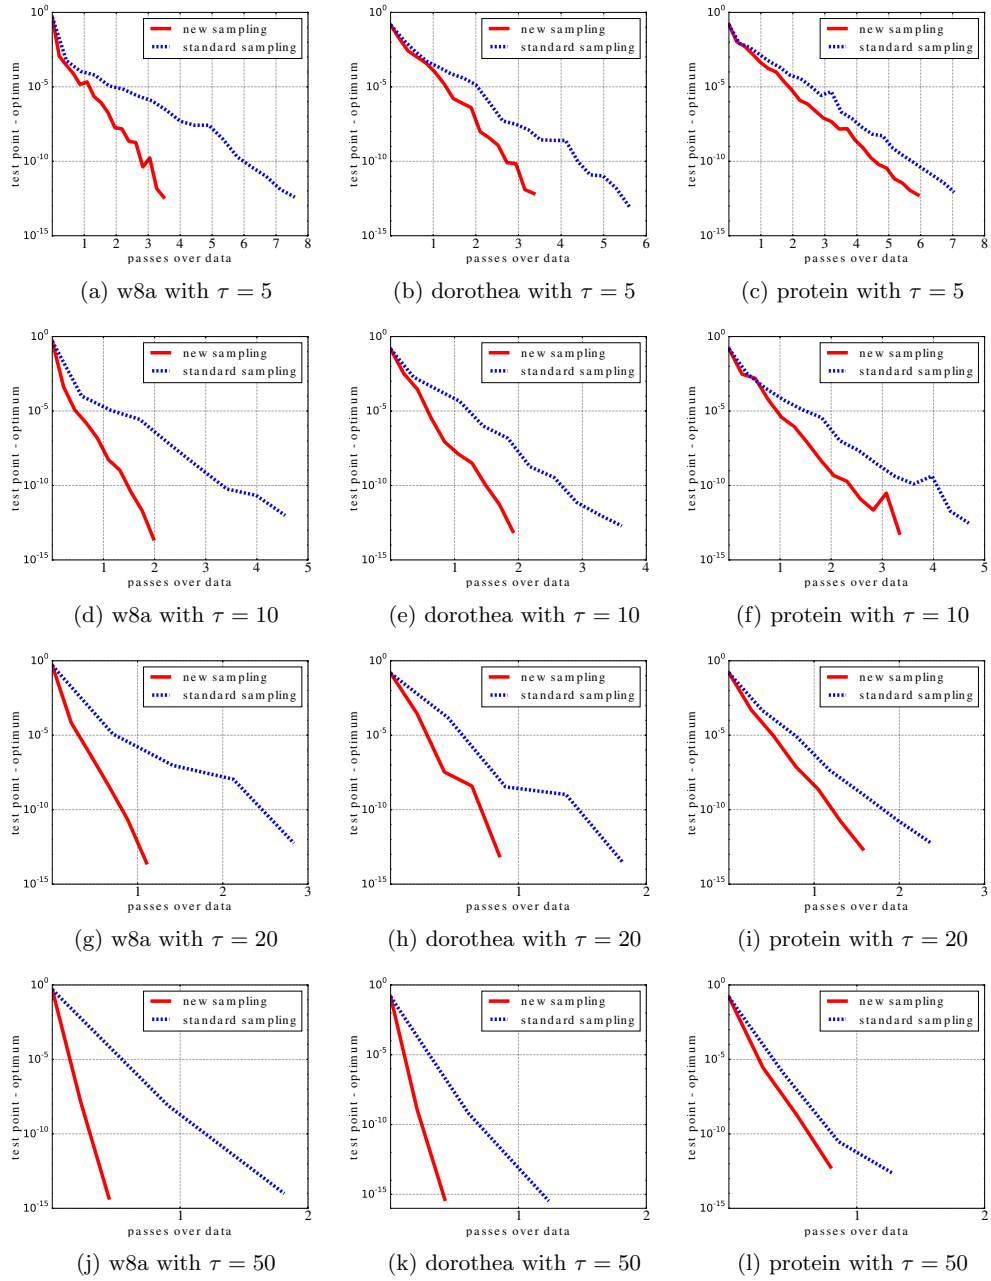 new sampling
standard sampling
10^0
10^-5
10^-10
10^-15
test point - optimum
1 2 3 4 5 6 7 8
passes over data
(a) w8a with τ = 5
new sampling
standard sampling
10^0
10^-5
10^-10
10^-15
test point - optimum
1 2 3 4 5 6
passes over data
(b) dorothea with τ = 5
new sampling
standard sampling
10^0
10^-5
10^-10
10^-15
test point - optimum
1 2 3 4 5 6 7 8
passes over data
(c) protein with τ = 5
new sampling
standard sampling
10^0
10^-5
10^-10
10^-15
test point - optimum
1 2 3 4 5
passes over data
(d) w8a with τ = 10
new sampling
standard sampling
10^0
10^-5
10^-10
10^-15
test point - optimum
1 2 3 4
passes over data
(e) dorothea with τ = 10
new sampling
standard sampling
10^0
10^-5
10^-10
10^-15
test point - optimum
1 2 3 4 5
passes over data
(f) protein with τ = 10
new sampling
standard sampling
10^0
10^-5
10^-10
10^-15
test point - optimum
1 2 3
passes over data
(g) w8a with τ = 20
new sampling
standard sampling
10^0
10^-5
10^-10
10^-15
test point - optimum
1 2
passes over data
(h) dorothea with τ = 20
new sampling
standard sampling
10^0
10^-5
10^-10
10^-15
test point - optimum
1 2 3
passes over data
(i) protein with τ = 20
new sampling
standard sampling
10^0
10^-5
10^-10
10^-15
test point - optimum
1 2
passes over data
(j) w8a with τ = 50
new sampling
standard sampling
10^0
10^-5
10^-10
10^-15
test point - optimum
1 2
passes over data
(k) dorothea with τ = 50
new sampling
standard sampling
10^0
10^-5
10^-10
10^-15
test point - optimum
1 2
passes over data
(l) protein with τ = 50